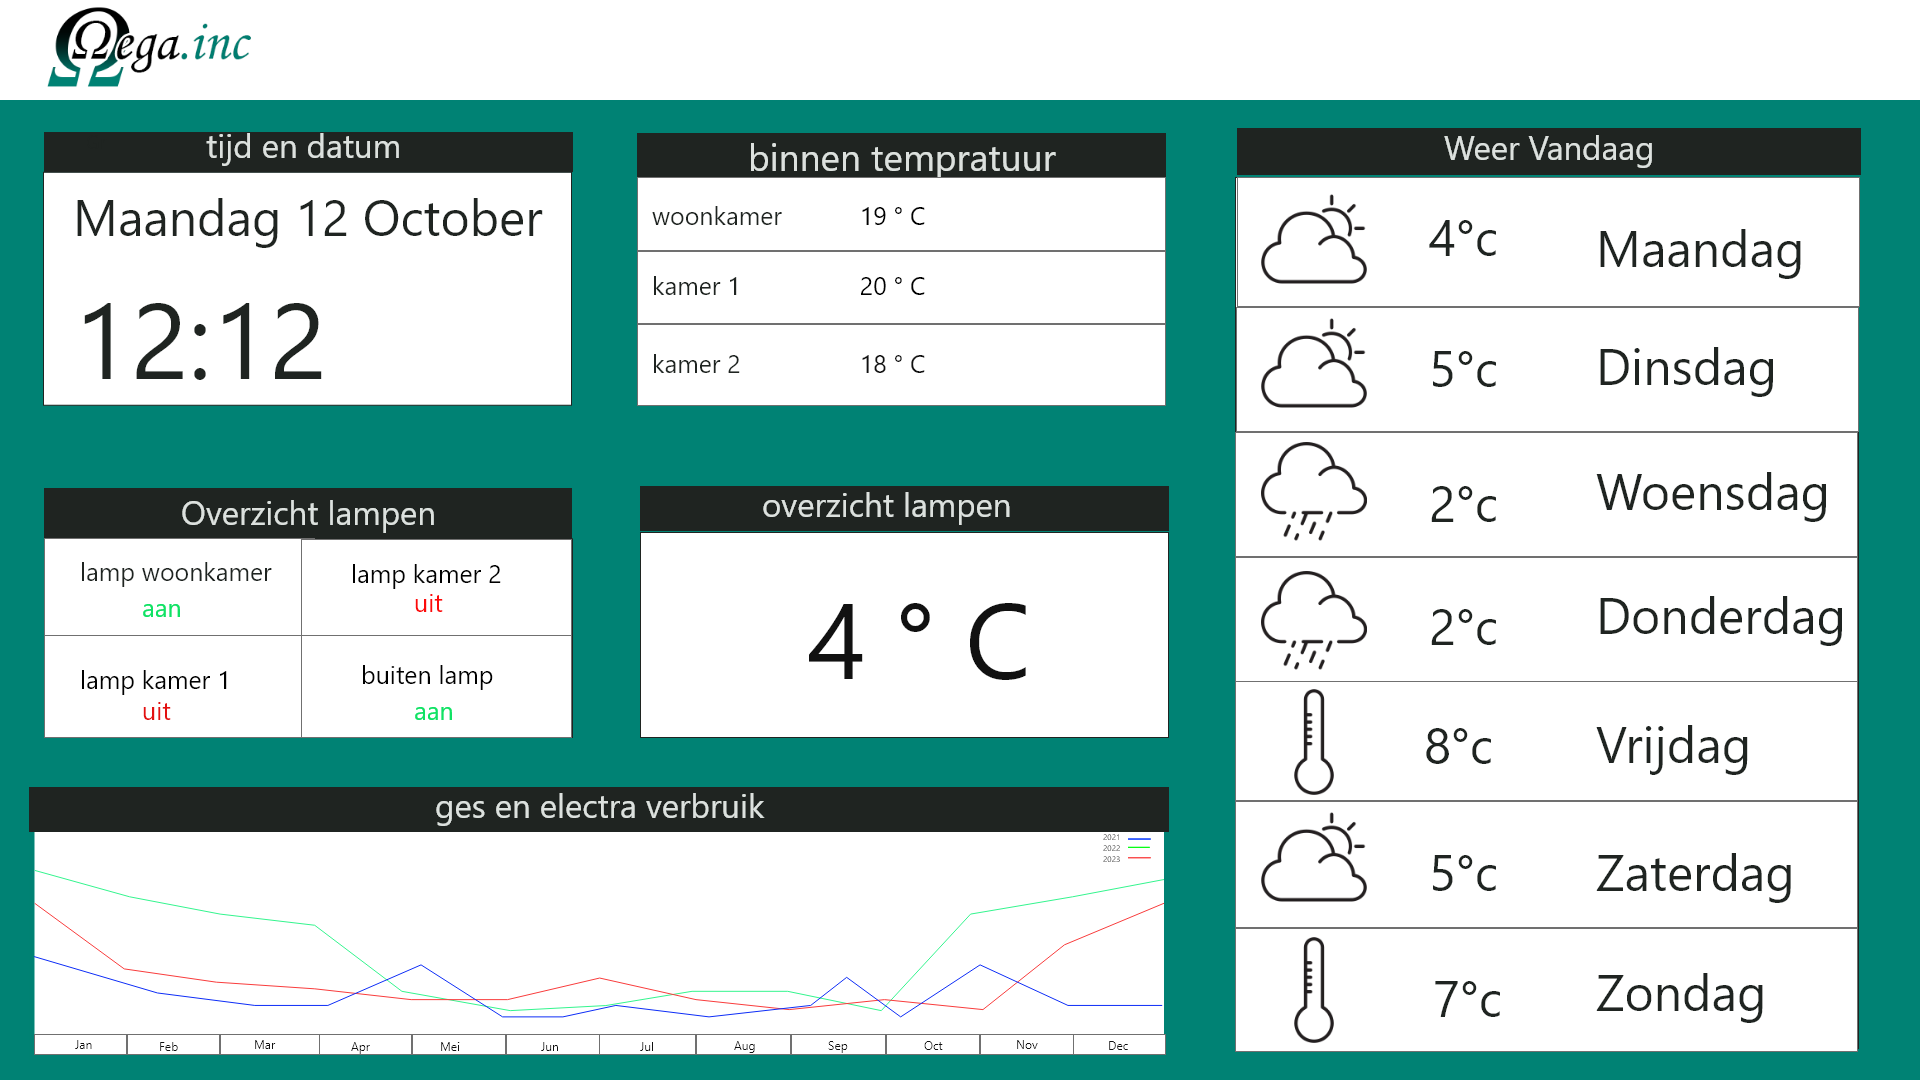 Ωega.inc
tijd en datum
Maandag 12 October
12:12
binnen tempratuur
woonkamer 19 ° C
kamer 1 20 ° C
kamer 2 18 ° C
Weer Vandaag
4°c Maandag
5°c Dinsdag
2°c Woensdag
2°c Donderdag
8°c Vrijdag
5°c Zaterdag
7°c Zondag
Overzicht lampen
lamp woonkamer
aan
lamp kamer 2
uit
lamp kamer 1
uit
buiten lamp
aan
overzicht lampen
4 ° C
ges en electra verbruik
2021
2022
2023
Jan Feb Mar Apr Mei Jun Jul Aug Sep Oct Nov Dec